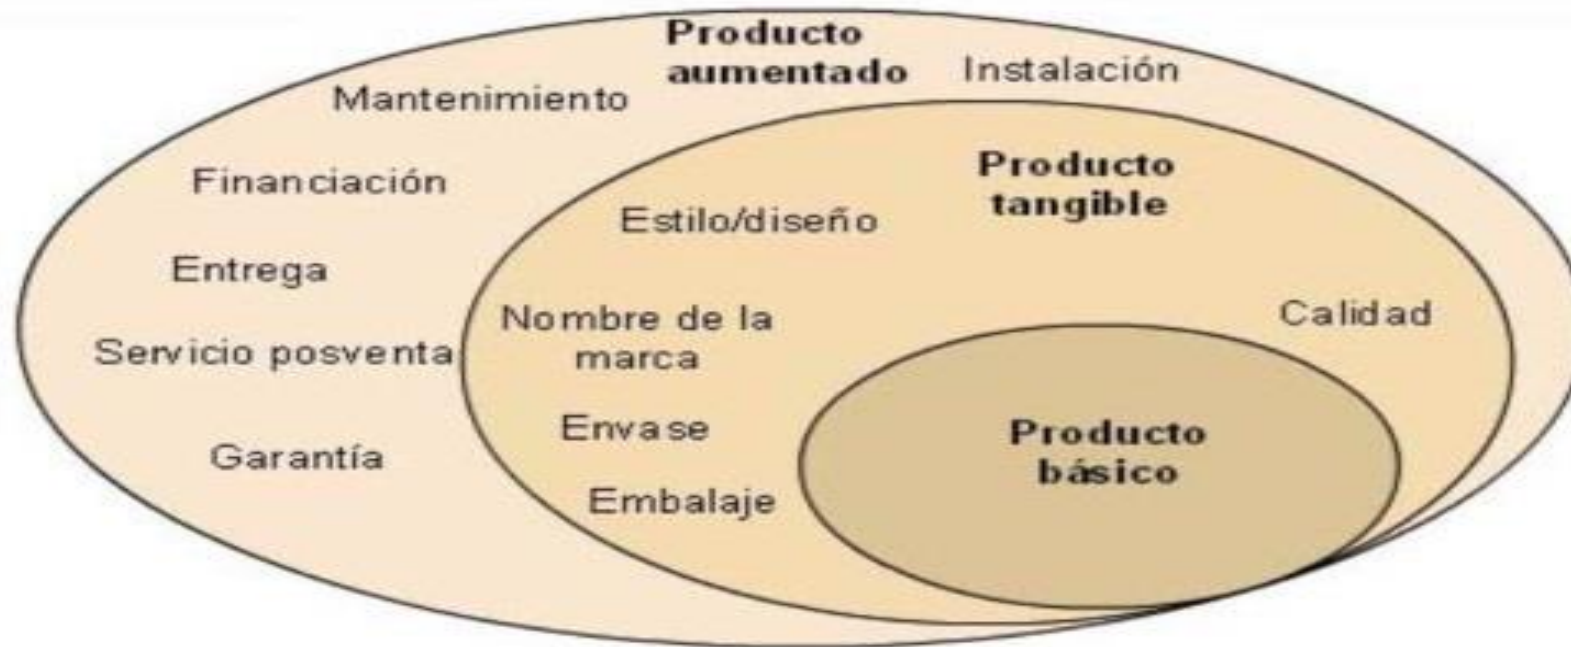 Producto
aumentado
Instalación
Mantenimiento
Producto
tangible
Financiación
Estilo/diseño
Entrega
Nombre de la
marca
Calidad
Servicio posventa
Envase
Producto
básico
Garantía
Embalaje